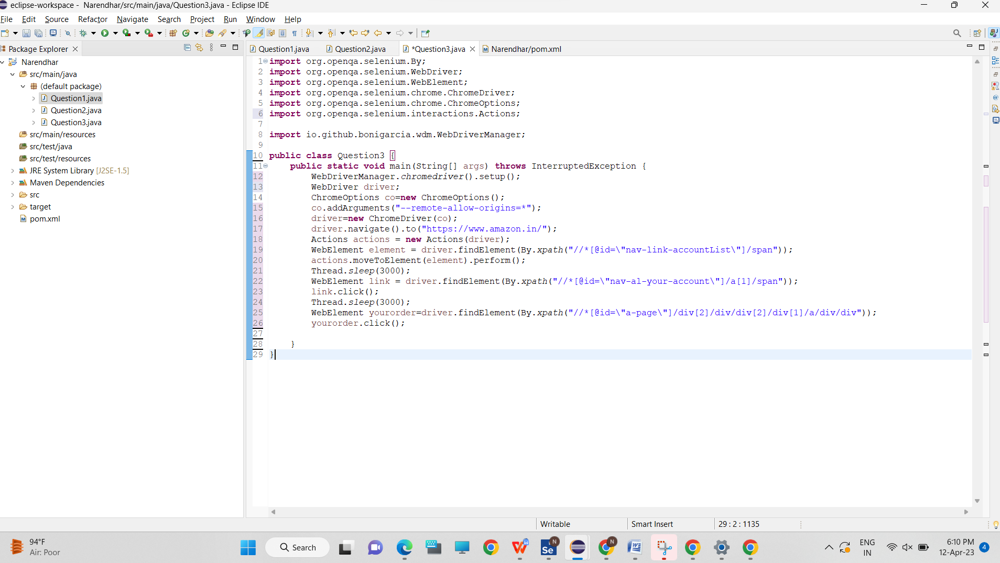 eclipse-workspace - Narendhar/src/main/java/Question3.java - Eclipse IDE
File Edit Source Refactor Navigate Search Project Run Window Help
Package Explorer
Question1.java Question2.java *Question3.java Narendhar/pom.xml
Narendhar
src/main/java
(default package)
Question1.java
Question2.java
Question3.java
src/main/resources
src/test/java
src/test/resources
JRE System Library [J2SE-1.5]
Maven Dependencies
src
target
pom.xml
1 import org.openqa.selenium.By;
2 import org.openqa.selenium.WebDriver;
3 import org.openqa.selenium.WebElement;
4 import org.openqa.selenium.chrome.ChromeDriver;
5 import org.openqa.selenium.chrome.ChromeOptions;
6 import org.openqa.selenium.interactions.Actions;
7
8 import io.github.bonigarcia.wdm.WebDriverManager;
9
10 public class Question3 {
11     public static void main(String[] args) throws InterruptedException {
12         WebDriverManager.chromedriver().setup();
13         WebDriver driver;
14         ChromeOptions co=new ChromeOptions();
15         co.addArguments("--remote-allow-origins=*");
16         driver=new ChromeDriver(co);
17         driver.navigate().to("https://www.amazon.in/");
18         Actions actions = new Actions(driver);
19         WebElement element = driver.findElement(By.xpath("//*[@id=\"nav-link-accountList\"]/span"));
20         actions.moveToElement(element).perform();
21         Thread.sleep(3000);
22         WebElement link = driver.findElement(By.xpath("//*[@id=\"nav-al-your-account\"]/a[1]/span"));
23         link.click();
24         Thread.sleep(3000);
25         WebElement yourorder=driver.findElement(By.xpath("//*[@id=\"a-page\"]/div[2]/div/div[2]/div[1]/a/div/div"));
26         yourorder.click();
27
28     }
29 }
Writable Smart Insert 29 : 2 : 1135
94°F
Air: Poor
Search
ENG
IN
6:10 PM
12-Apr-23
4